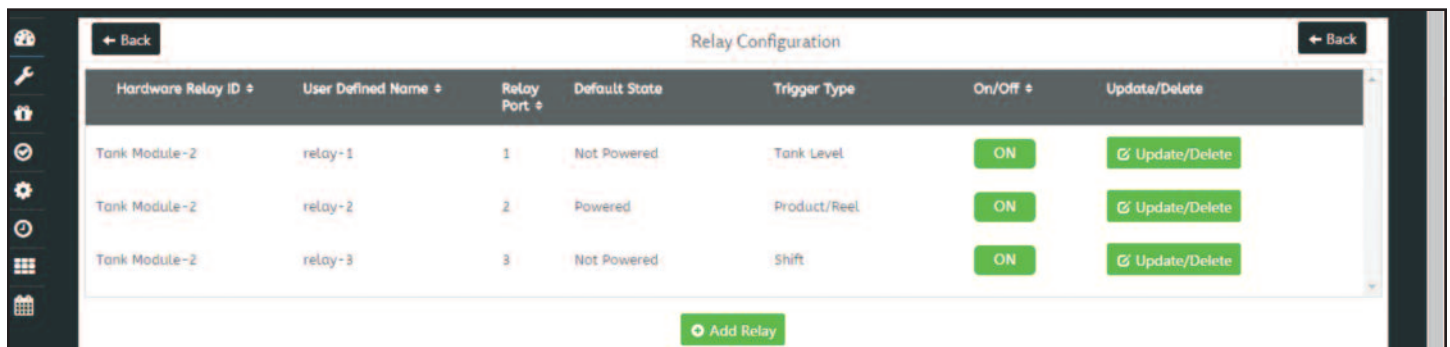 Back Relay Configuration Back
Hardware Relay ID User Defined Name Relay Port Default State Trigger Type On/Off Update/Delete
Tank Module-2 relay-1 1 Not Powered Tank Level ON Update/Delete
Tank Module-2 relay-2 2 Powered Product/Reel ON Update/Delete
Tank Module-2 relay-3 3 Not Powered Shift ON Update/Delete
Add Relay